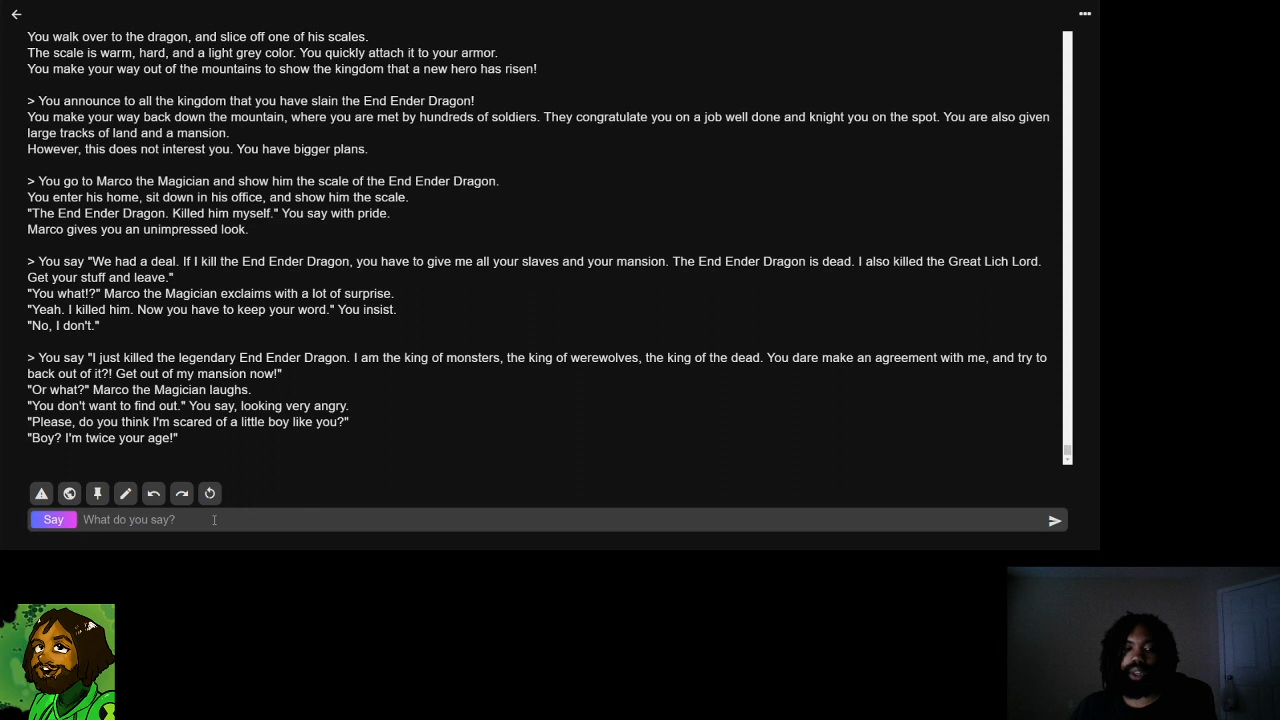 You walk over to the dragon, and slice off one of his scales.
The scale is warm, hard, and a light grey color. You quickly attach it to your armor.
You make your way out of the mountains to show the kingdom that a new hero has risen!
> You announce to all the kingdom that you have slain the End Ender Dragon!
You make your way back down the mountain, where you are met by hundreds of soldiers. They congratulate you on a job well done and knight you on the spot. You are also given
large tracks of land and a mansion.
However, this does not interest you. You have bigger plans.
> You go to Marco the Magician and show him the scale of the End Ender Dragon.
You enter his home, sit down in his office, and show him the scale.
"The End Ender Dragon. Killed him myself." You say with pride.
Marco gives you an unimpressed look.
> You say "We had a deal. If I kill the End Ender Dragon, you have to give me all your slaves and your mansion. The End Ender Dragon is dead. I also killed the Great Lich Lord.
Get your stuff and leave."
"You what!?" Marco the Magician exclaims with a lot of surprise.
"Yeah. I killed him. Now you have to keep your word." You insist.
"No, I don't."
> You say "I just killed the legendary End Ender Dragon. I am the king of monsters, the king of werewolves, the king of the dead. You dare make an agreement with me, and try to
back out of it?! Get out of my mansion now!"
"Or what?" Marco the Magician laughs.
"You don't want to find out." You say, looking very angry.
"Please, do you think I'm scared of a little boy like you?"
"Boy? I'm twice your age!"
Say What do you say?